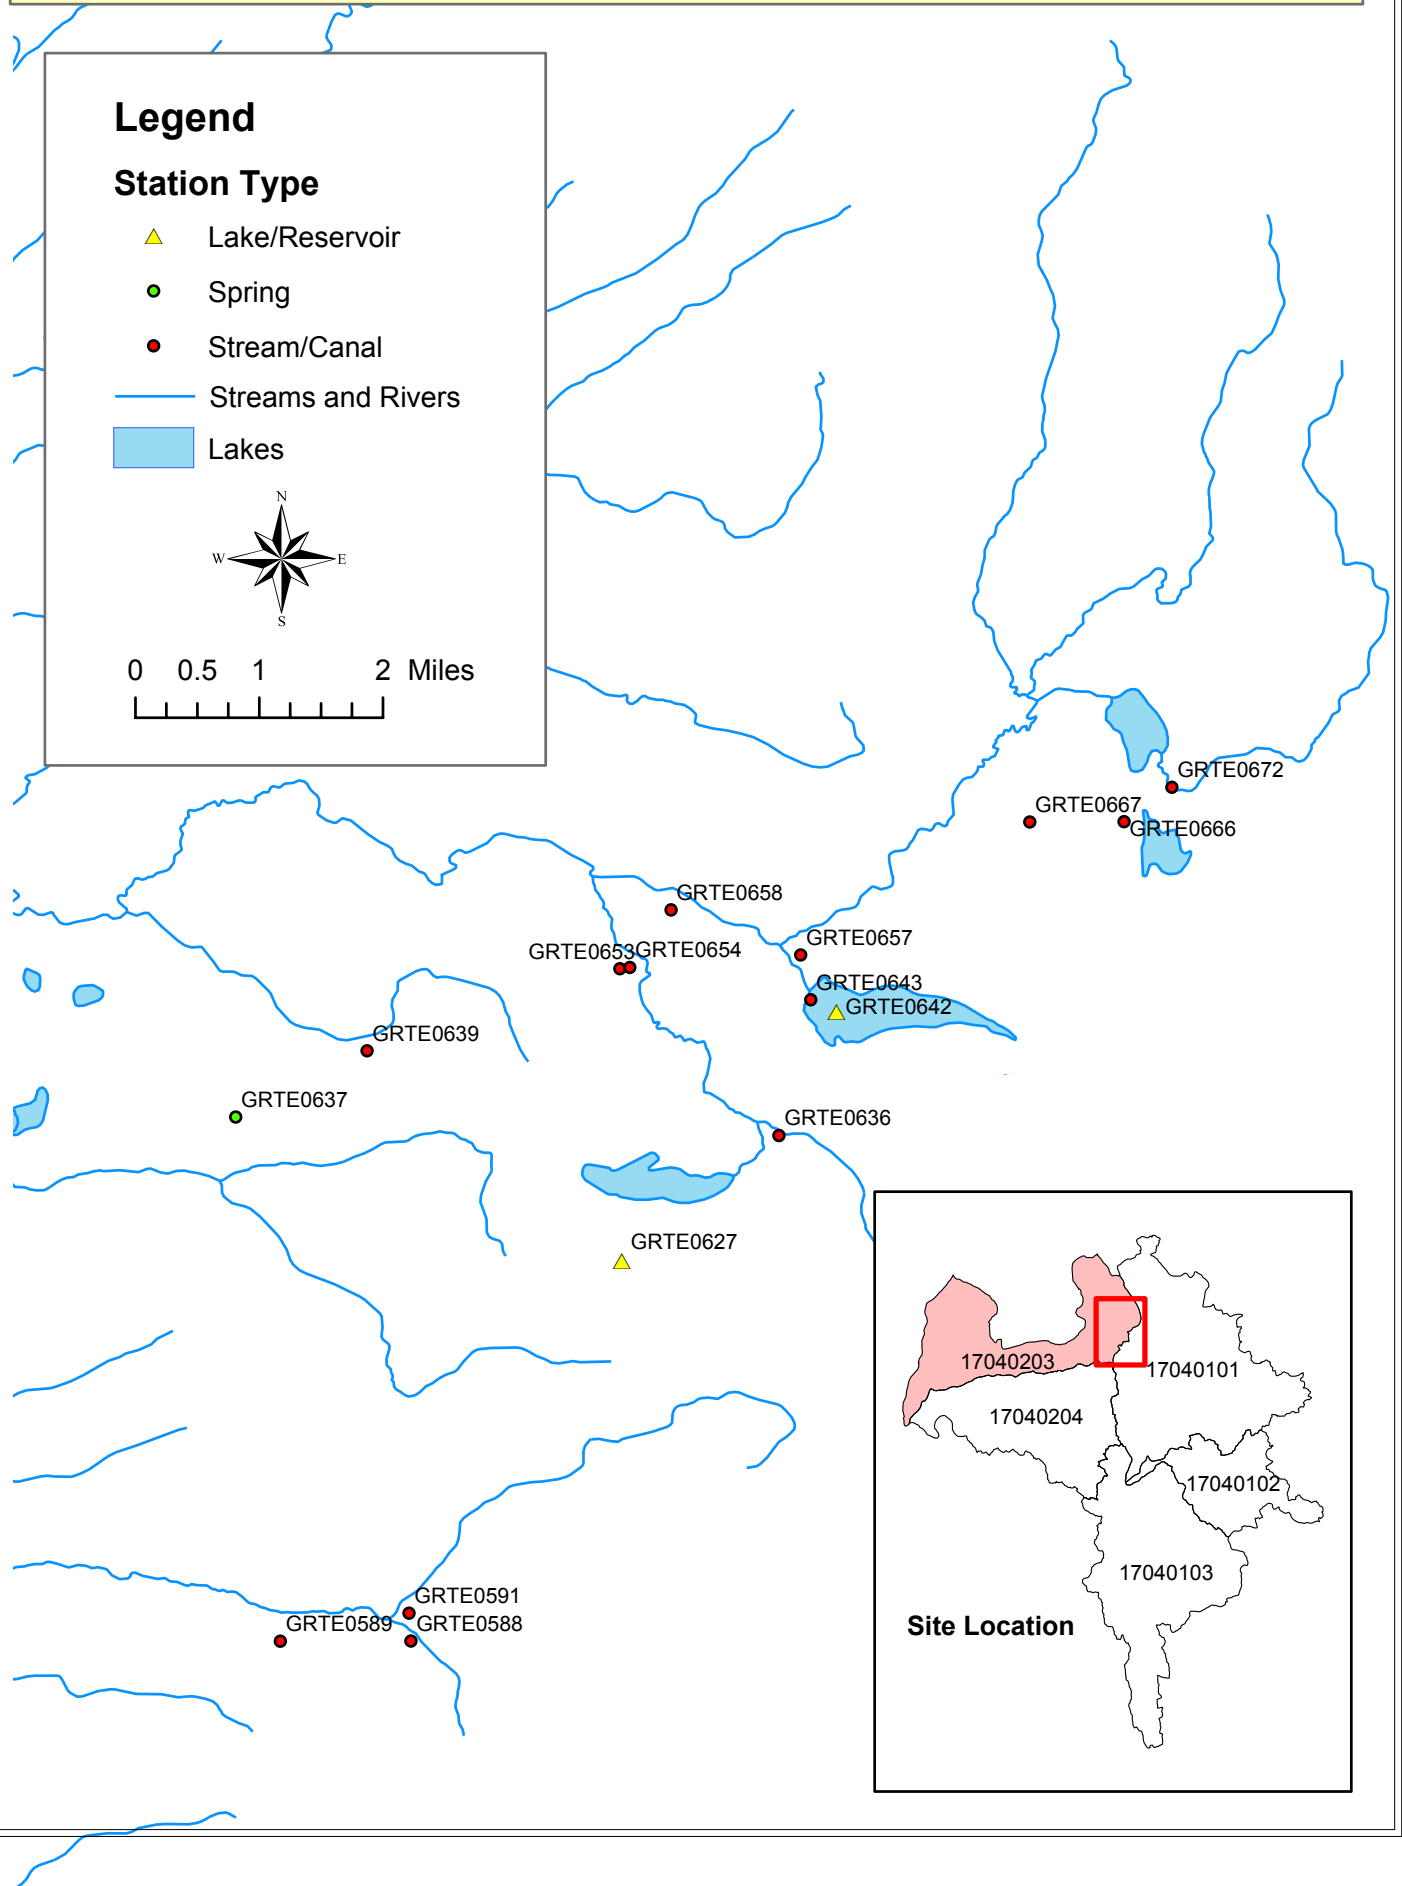 Legend
Station Type
Lake/Reservoir
Spring
Stream/Canal
Streams and Rivers
Lakes
N
W E
S
0 0.5 1 2 Miles
GRTE0672
GRTE0667
GRTE0666
GRTE0658
GRTE0657
GRTE0653 GRTE0654
GRTE0643
GRTE0642
GRTE0639
GRTE0637
GRTE0636
GRTE0627
GRTE0591
GRTE0589 GRTE0588
17040203
17040101
17040204
17040102
17040103
Site Location